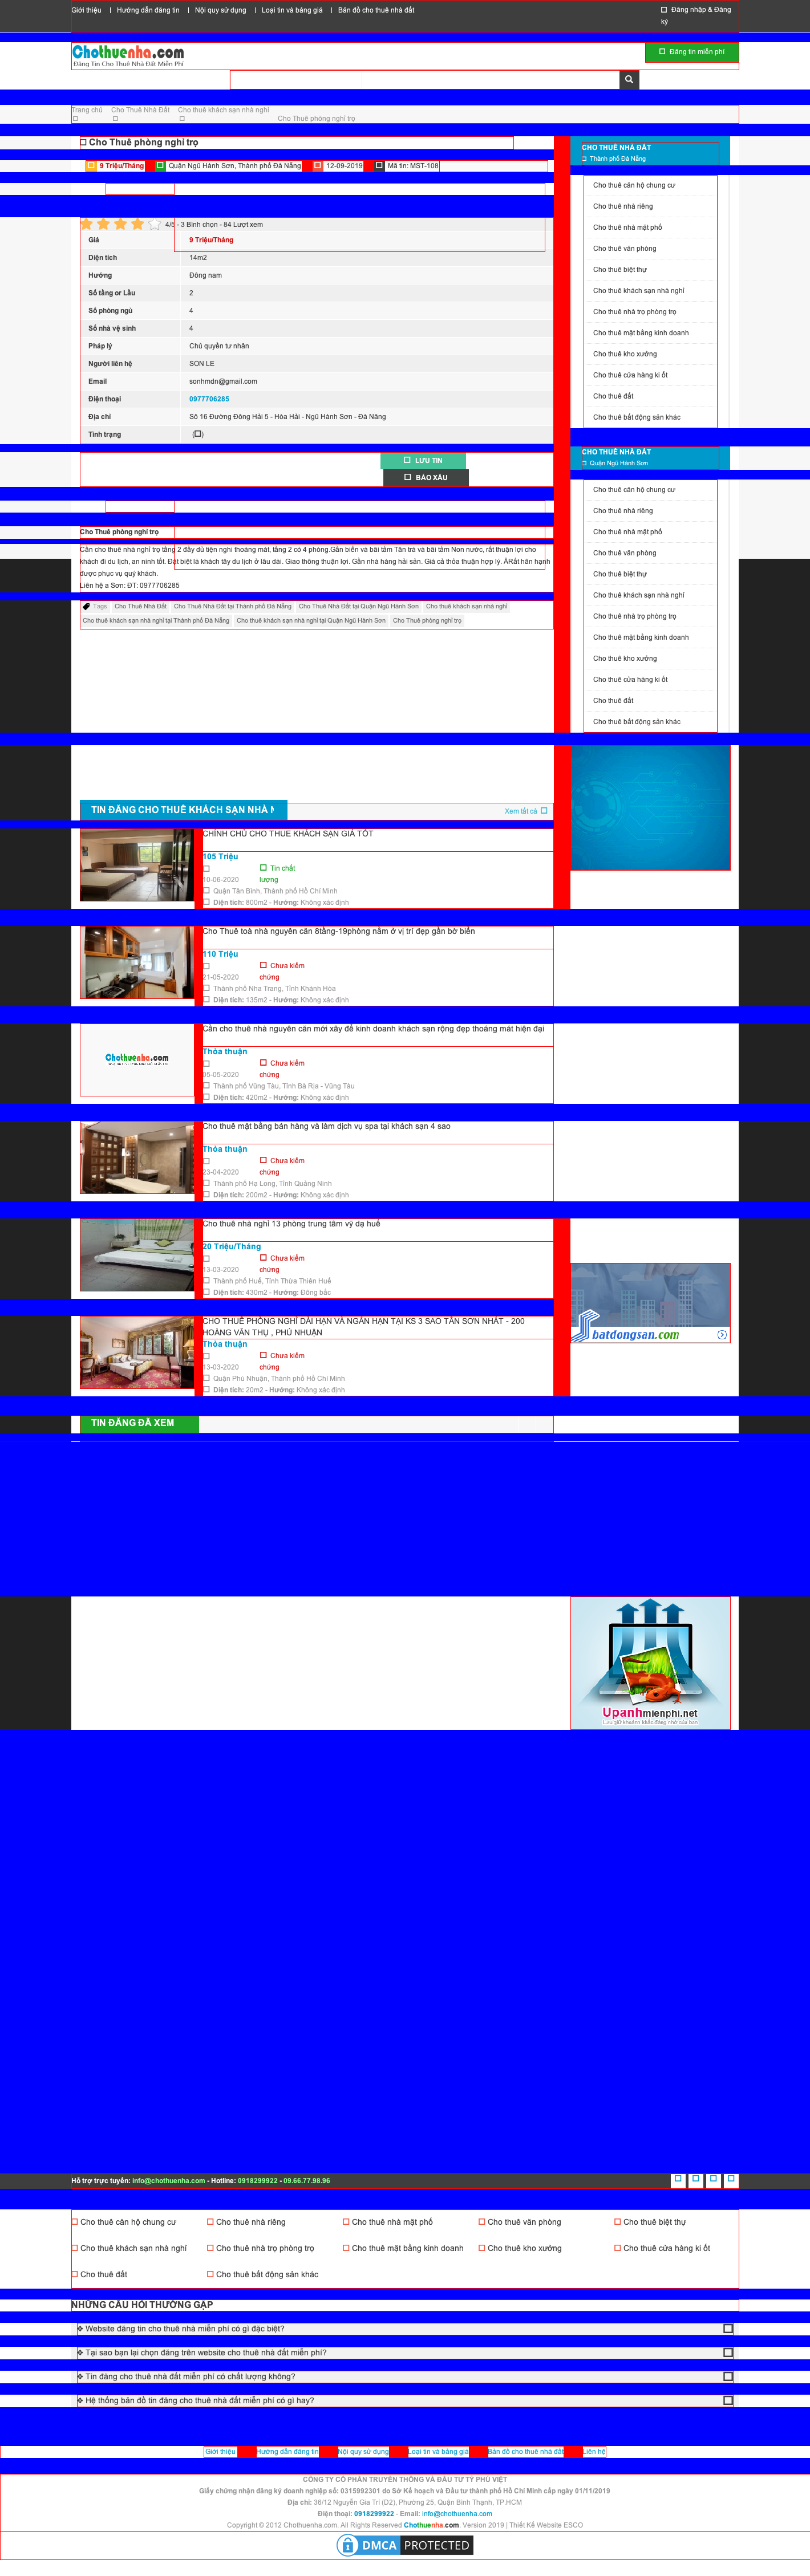 Giới thiệu | Hướng dẫn đăng tin | Nội quy sử dụng | Loại tin và bảng giá | Bản đồ cho thuê nhà đất
Đăng nhập & Đăng ký
Chothuenha.com
Đăng Tin Cho Thuê Nhà Đất Miễn Phí
Đăng tin miễn phí
Trang chủ
Cho Thuê Nhà Đất
Cho thuê khách sạn nhà nghỉ
Cho Thuê phòng nghỉ trọ
Cho Thuê phòng nghỉ trọ
9 Triệu/Tháng
Quận Ngũ Hành Sơn, Thành phố Đà Nẵng
12-09-2019
Mã tin: MST-108
4/5 - 3 Bình chọn - 84 Lượt xem
Giá 9 Triệu/Tháng
Diện tích 14m2
Hướng Đông nam
Số tầng or Lầu 2
Số phòng ngủ 4
Số nhà vệ sinh 4
Pháp lý Chủ quyền tư nhân
Người liên hệ SON LE
Email sonhmdn@gmail.com
Điện thoại 0977706285
Địa chỉ Số 16 Đường Đông Hải 5 - Hòa Hải - Ngũ Hành Sơn - Đà Nẵng
Tình trạng ( )
LƯU TIN
BÁO XẤU
Cho Thuê phòng nghỉ trọ
Cần cho thuê nhà nghỉ trọ tầng 2 đầy đủ tiện nghi thoáng mát, tầng 2 có 4 phòng.Gần biển và bãi tắm Tân trà và bãi tắm Non nước, rất thuận lợi cho
khách đi du lịch, an ninh tốt. Đặt biệt là khách tây du lịch ở lâu dài. Giao thông thuận lợi. Gần nhà hàng hải sản. Giá cả thỏa thuận hợp lý. ÄRất hân hạnh
được phục vụ quý khách.
Liên hệ a Sơn: ĐT: 0977706285
Tags Cho Thuê Nhà Đất Cho Thuê Nhà Đất tại Thành phố Đà Nẵng Cho Thuê Nhà Đất tại Quận Ngũ Hành Sơn Cho thuê khách sạn nhà nghỉ
Cho thuê khách sạn nhà nghỉ tại Thành phố Đà Nẵng Cho thuê khách sạn nhà nghỉ tại Quận Ngũ Hành Sơn Cho Thuê phòng nghỉ trọ
CHO THUÊ NHÀ ĐẤT
Thành phố Đà Nẵng
Cho thuê căn hộ chung cư
Cho thuê nhà riêng
Cho thuê nhà mặt phố
Cho thuê văn phòng
Cho thuê biệt thự
Cho thuê khách sạn nhà nghỉ
Cho thuê nhà trọ phòng trọ
Cho thuê mặt bằng kinh doanh
Cho thuê kho xưởng
Cho thuê cửa hàng ki ốt
Cho thuê đất
Cho thuê bất động sản khác
CHO THUÊ NHÀ ĐẤT
Quận Ngũ Hành Sơn
Cho thuê căn hộ chung cư
Cho thuê nhà riêng
Cho thuê nhà mặt phố
Cho thuê văn phòng
Cho thuê biệt thự
Cho thuê khách sạn nhà nghỉ
Cho thuê nhà trọ phòng trọ
Cho thuê mặt bằng kinh doanh
Cho thuê kho xưởng
Cho thuê cửa hàng ki ốt
Cho thuê đất
Cho thuê bất động sản khác
TIN ĐĂNG CHO THUÊ KHÁCH SẠN NHÀ
Xem tất cả
CHÍNH CHỦ CHO THUE KHÁCH SẠN GIÁ TỐT
105 Triệu
10-06-2020
Tin chất lượng
Quận Tân Bình, Thành phố Hồ Chí Minh
Diện tích: 800m2 - Hướng: Không xác định
Cho Thuê toà nhà nguyên căn 8tầng-19phòng nằm ở vị trí đẹp gần bờ biển
110 Triệu
21-05-2020
Chưa kiểm chứng
Thành phố Nha Trang, Tỉnh Khánh Hòa
Diện tích: 135m2 - Hướng: Không xác định
Chothuenha.com
Cần cho thuê nhà nguyên căn mới xây để kinh doanh khách sạn rộng đẹp thoáng mát hiện đại
Thỏa thuận
05-05-2020
Chưa kiểm chứng
Thành phố Vũng Tàu, Tỉnh Bà Rịa - Vũng Tàu
Diện tích: 420m2 - Hướng: Không xác định
Cho thuê mặt bằng bán hàng và làm dịch vụ spa tại khách sạn 4 sao
Thỏa thuận
23-04-2020
Chưa kiểm chứng
Thành phố Hạ Long, Tỉnh Quảng Ninh
Diện tích: 200m2 - Hướng: Không xác định
Cho thuê nhà nghỉ 13 phòng trung tâm vỹ dạ huế
20 Triệu/Tháng
13-03-2020
Chưa kiểm chứng
Thành phố Huế, Tỉnh Thừa Thiên Huế
Diện tích: 430m2 - Hướng: Đông bắc
CHO THUÊ PHÒNG NGHỈ DÀI HẠN VÀ NGẮN HẠN TẠI KS 3 SAO TÂN SƠN NHẤT - 200
HOÀNG VĂN THỤ , PHÚ NHUẬN
Thỏa thuận
13-03-2020
Chưa kiểm chứng
Quận Phú Nhuận, Thành phố Hồ Chí Minh
Diện tích: 20m2 - Hướng: Không xác định
batdongsan.com
TIN ĐĂNG ĐÃ XEM
Upanhmienphi.net
Lưu giữ khoảnh khắc đáng nhớ của bạn
Hỗ trợ trực tuyến: info@chothuenha.com - Hotline: 0918299922 - 09.66.77.98.96
Cho thuê căn hộ chung cư
Cho thuê nhà riêng
Cho thuê nhà mặt phố
Cho thuê văn phòng
Cho thuê biệt thự
Cho thuê khách sạn nhà nghỉ
Cho thuê nhà trọ phòng trọ
Cho thuê mặt bằng kinh doanh
Cho thuê kho xưởng
Cho thuê cửa hàng ki ốt
Cho thuê đất
Cho thuê bất động sản khác
NHỮNG CÂU HỎI THƯỜNG GẶP
❖ Website đăng tin cho thuê nhà miễn phí có gì đặc biệt?
❖ Tại sao bạn lại chọn đăng trên website cho thuê nhà đất miễn phí?
❖ Tin đăng cho thuê nhà đất miễn phí có chất lượng không?
❖ Hệ thống bản đồ tin đăng cho thuê nhà đất miễn phí có gì hay?
Giới thiệu Hướng dẫn đăng tin Nội quy sử dụng Loại tin và bảng giá Bản đồ cho thuê nhà đất Liên hệ
CÔNG TY CỔ PHẦN TRUYỀN THÔNG VÀ ĐẦU TƯ TỶ PHÚ VIỆT
Giấy chứng nhận đăng ký doanh nghiệp số: 0315992301 do Sở Kế hoạch và Đầu tư thành phố Hồ Chí Minh cấp ngày 01/11/2019
Địa chỉ: 36/12 Nguyễn Gia Trí (D2), Phường 25, Quận Bình Thạnh, TP.HCM
Điện thoại: 0918299922 - Email: info@chothuenha.com
Copyright © 2012 Chothuenha.com. All Rights Reserved Chothuenha.com. Version 2019 | Thiết Kế Website ESCO
DMCA PROTECTED